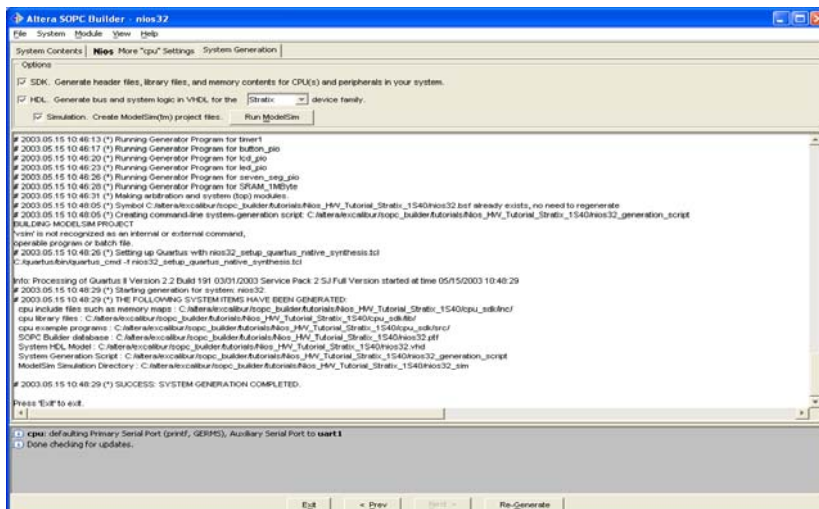 Altera SOPC Builder - nios32
File System Module View Help
System Contents Nios More "cpu" Settings System Generation
Options
SDK. Generate header files, library files, and memory contents for CPU(s) and peripherals in your system.
HDL. Generate bus and system logic in VHDL for the Stratix device family.
Simulation. Create ModelSim(tm) project files. Run ModelSim
# 2003.05.15 10:46:13 (*) Running Generator Program for timer1
# 2003.05.15 10:46:17 (*) Running Generator Program for button_pio
# 2003.05.15 10:46:20 (*) Running Generator Program for lcd_pio
# 2003.05.15 10:46:23 (*) Running Generator Program for led_pio
# 2003.05.15 10:46:26 (*) Running Generator Program for seven_seg_pio
# 2003.05.15 10:46:28 (*) Running Generator Program for SRAM_1MByte
# 2003.05.15 10:46:31 (*) Making arbitration and system (top) modules.
# 2003.05.15 10:48:05 (*) Symbol C:/altera/excalibur/sopc_builder/tutorials/Nios_HW_Tutorial_Stratix_1S40/nios32.bsf already exists, no need to regenerate
# 2003.05.15 10:48:05 (*) Creating command-line system-generation script: C:/altera/excalibur/sopc_builder/tutorials/Nios_HW_Tutorial_Stratix_1S40/nios32_generation_script
BUILDING MODELSIM PROJECT
'vsim' is not recognized as an internal or external command,
operable program or batch file.
# 2003.05.15 10:48:26 (*) Setting up Quartus with nios32_setup_quartus_native_synthesis.tcl
C:/quartus/bin/quartus_cmd -f nios32_setup_quartus_native_synthesis.tcl
Info: Processing of Quartus II Version 2.2 Build 191 03/31/2003 Service Pack 2 SJ Full Version started at time 05/15/2003 10:48:29
# 2003.05.15 10:48:29 (*) Starting generation for system: nios32.
# 2003.05.15 10:48:29 (*) THE FOLLOWING SYSTEM ITEMS HAVE BEEN GENERATED:
cpu include files such as memory maps : C:/altera/excalibur/sopc_builder/tutorials/Nios_HW_Tutorial_Stratix_1S40/cpu_sdk/inc/
cpu library files : C:/altera/excalibur/sopc_builder/tutorials/Nios_HW_Tutorial_Stratix_1S40/cpu_sdk/lib/
cpu example programs : C:/altera/excalibur/sopc_builder/tutorials/Nios_HW_Tutorial_Stratix_1S40/cpu_sdk/src/
SOPC Builder database : C:/altera/excalibur/sopc_builder/tutorials/Nios_HW_Tutorial_Stratix_1S40/nios32.ptf
System HDL Model : C:/altera/excalibur/sopc_builder/tutorials/Nios_HW_Tutorial_Stratix_1S40/nios32.vhd
System Generation Script : C:/altera/excalibur/sopc_builder/tutorials/Nios_HW_Tutorial_Stratix_1S40/nios32_generation_script
ModelSim Simulation Directory : C:/altera/excalibur/sopc_builder/tutorials/Nios_HW_Tutorial_Stratix_1S40/nios32_sim
# 2003.05.15 10:48:29 (*) SUCCESS: SYSTEM GENERATION COMPLETED.
Press 'Exit' to exit.
cpu: defaulting Primary Serial Port (printf, GERMS), Auxiliary Serial Port to uart1
Done checking for updates.
Exit < Prev Next > Re-Generate